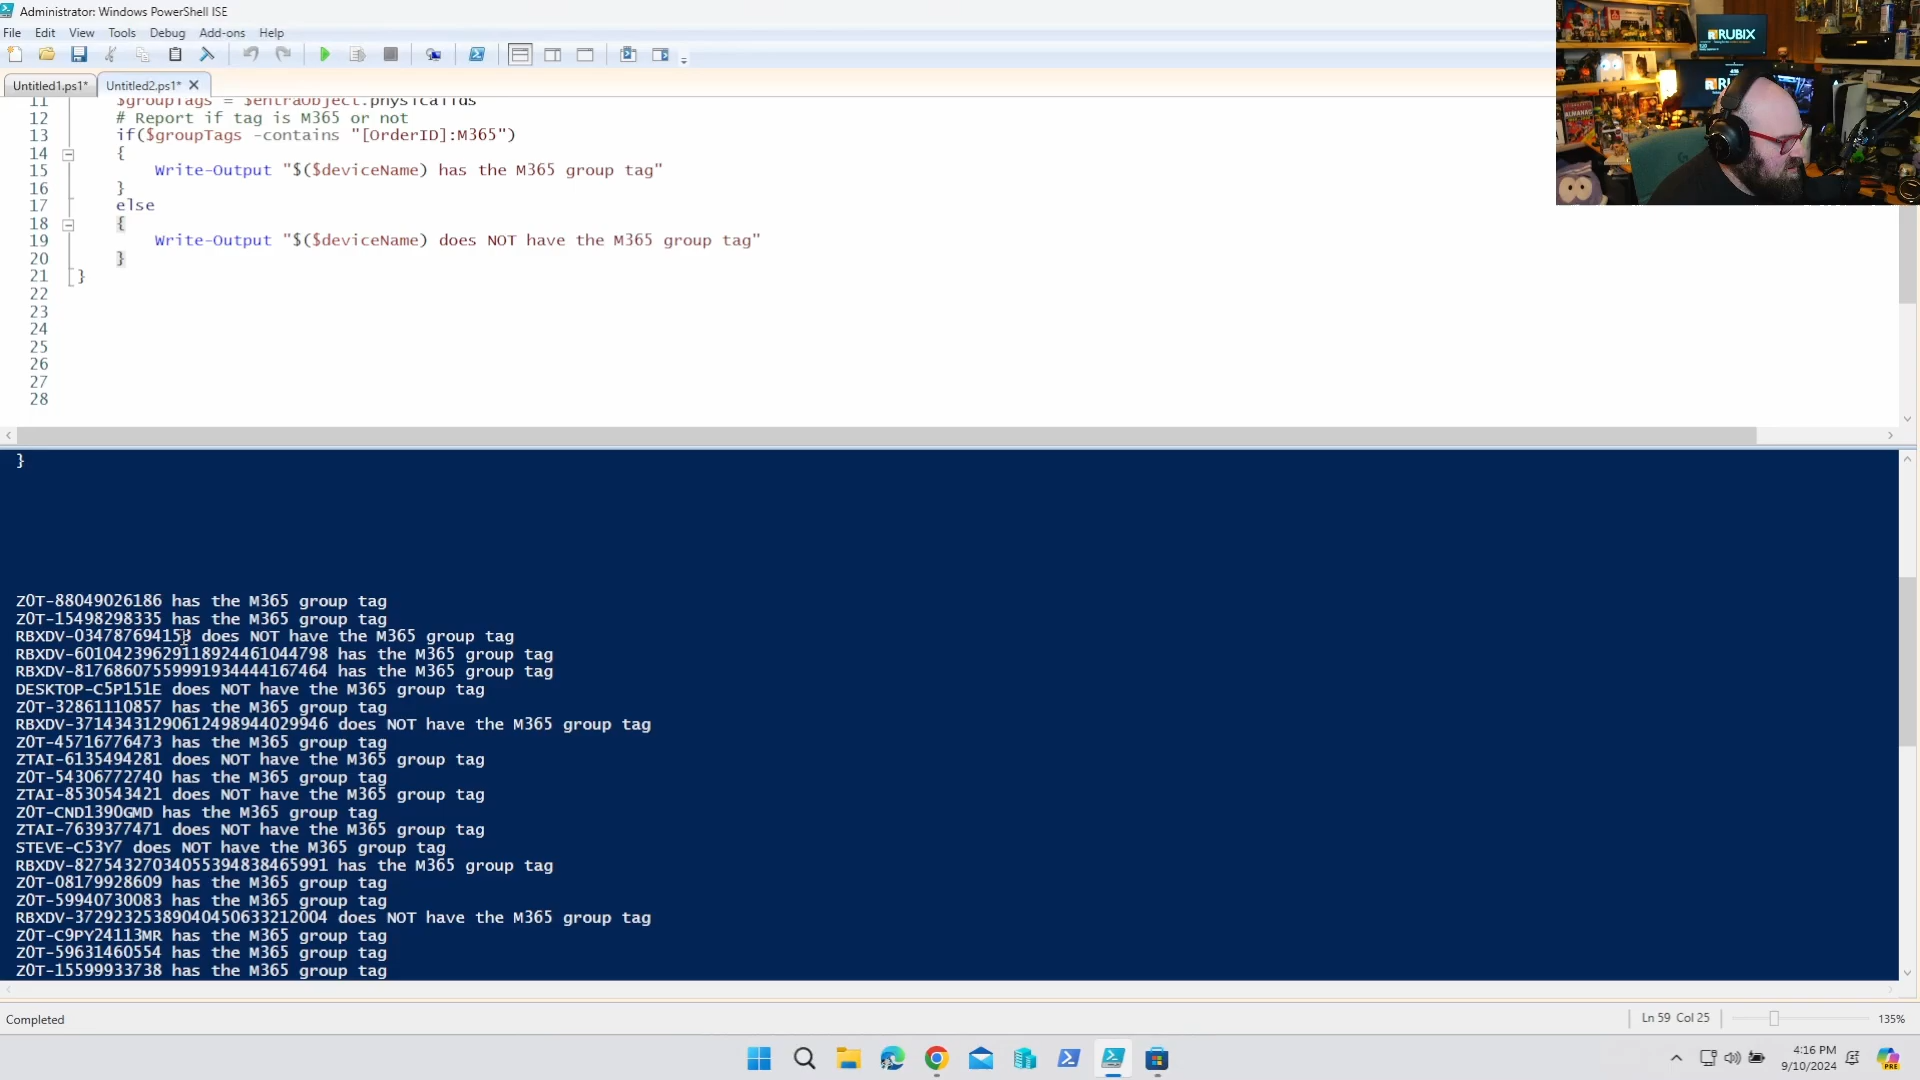 Administrator: Windows PowerShell ISE
File Edit View Tools Debug Add-ons Help
Untitled1.ps1* Untitled2.ps1*
11 $groupTags = $entraObject.physicalIds
12 # Report if tag is M365 or not
13 if($groupTags -contains "[OrderID]:M365")
14 {
15 Write-Output "$($deviceName) has the M365 group tag"
16 }
17 else
18 {
19 Write-Output "$($deviceName) does NOT have the M365 group tag"
20 }
21 }
22
23
24
25
26
27
28
RUBIX
}
ZOT-88049026186 has the M365 group tag
ZOT-15498298335 has the M365 group tag
RBXDV-034787694153 does NOT have the M365 group tag
RBXDV-60104239629118924461044798 has the M365 group tag
RBXDV-81768607559991934444167464 has the M365 group tag
DESKTOP-C5P151E does NOT have the M365 group tag
ZOT-32861110857 has the M365 group tag
RBXDV-37143431290612498944029946 does NOT have the M365 group tag
ZOT-45716776473 has the M365 group tag
ZTAI-6135494281 does NOT have the M365 group tag
ZOT-54306772740 has the M365 group tag
ZTAI-8530543421 does NOT have the M365 group tag
ZOT-CND1390GMD has the M365 group tag
ZTAI-7639377471 does NOT have the M365 group tag
STEVE-C53Y7 does NOT have the M365 group tag
RBXDV-82754327034055394838465991 has the M365 group tag
ZOT-08179928609 has the M365 group tag
ZOT-59940730083 has the M365 group tag
RBXDV-37292325389040450633212004 does NOT have the M365 group tag
ZOT-C9PY24113MR has the M365 group tag
ZOT-59631460554 has the M365 group tag
ZOT-15599933738 has the M365 group tag
Completed
Ln 59 Col 25
135%
4:16 PM
9/10/2024